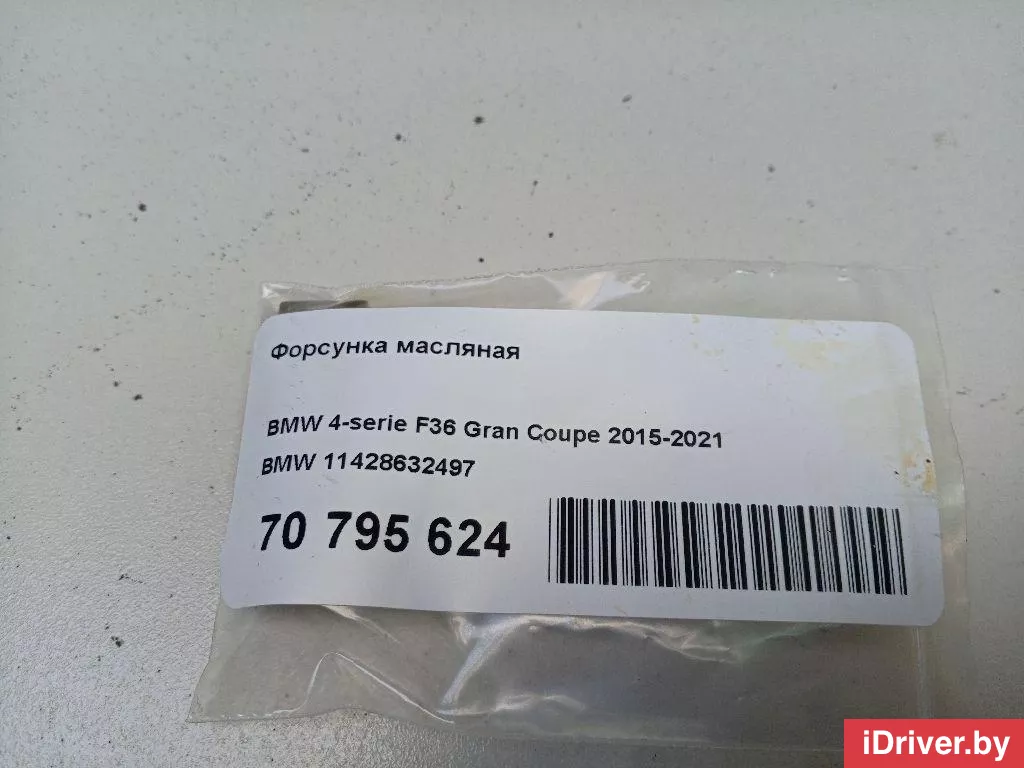 Форсунка масляная
BMW 4-serie F36 Gran Coupe 2015-2021
BMW 11428632497
70 795 624
iDriver.by